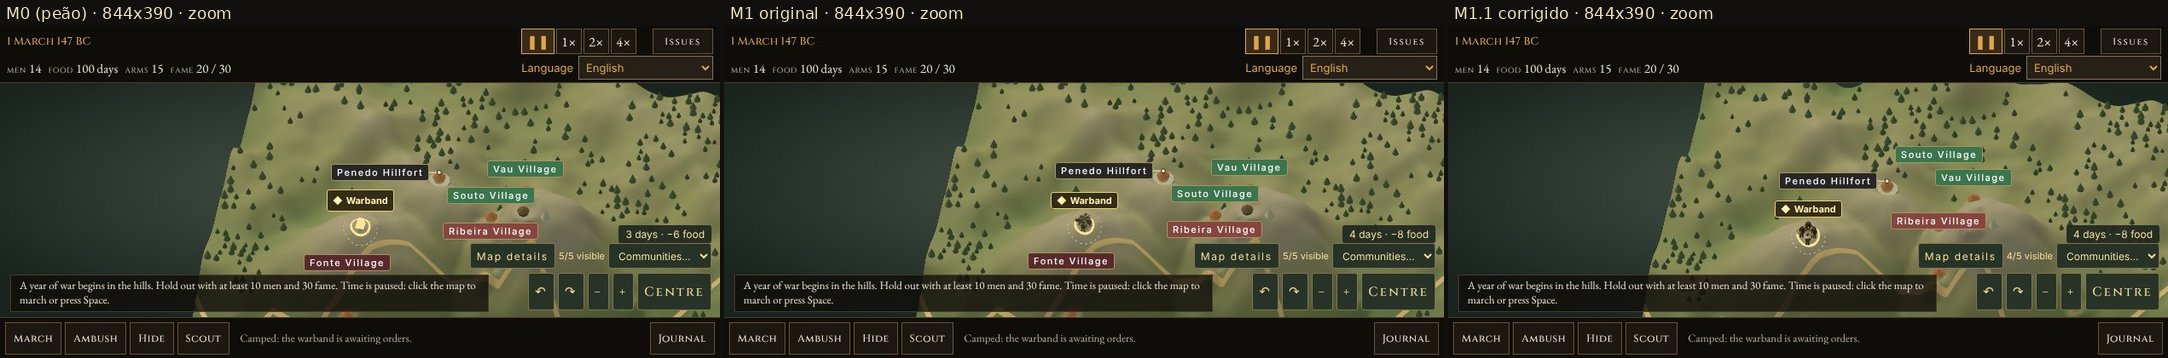 M0 (peão) · 844x390 · zoom
1 March 147 BC
❚❚ 1× 2× 4× Issues
MEN 14 FOOD 100 days ARMS 15 FAME 20 / 30
Language English
Vau Village
Penedo Hillfort
Souto Village
◆ Warband
Ribeira Village
3 days · −6 food
Fonte Village
Map details 5/5 visible Communities...
A year of war begins in the hills. Hold out with at least 10 men and 30 fame. Time is paused: click the map to
march or press Space.
↶ ↷ − + Centre
March Ambush Hide Scout Camped: the warband is awaiting orders. Journal
M1 original · 844x390 · zoom
1 March 147 BC
❚❚ 1× 2× 4× Issues
MEN 14 FOOD 100 days ARMS 15 FAME 20 / 30
Language English
Vau Village
Penedo Hillfort
Souto Village
◆ Warband
Ribeira Village
4 days · −8 food
Fonte Village
Map details 5/5 visible Communities...
A year of war begins in the hills. Hold out with at least 10 men and 30 fame. Time is paused: click the map to
march or press Space.
↶ ↷ − + Centre
March Ambush Hide Scout Camped: the warband is awaiting orders. Journal
M1.1 corrigido · 844x390 · zoom
1 March 147 BC
❚❚ 1× 2× 4× Issues
MEN 14 FOOD 100 days ARMS 15 FAME 20 / 30
Language English
Souto Village
Penedo Hillfort
Vau Village
◆ Warband
Ribeira Village
4 days · −8 food
Map details 4/5 visible Communities...
A year of war begins in the hills. Hold out with at least 10 men and 30 fame. Time is paused: click the map to
march or press Space.
↶ ↷ − + Centre
March Ambush Hide Scout Camped: the warband is awaiting orders. Journal